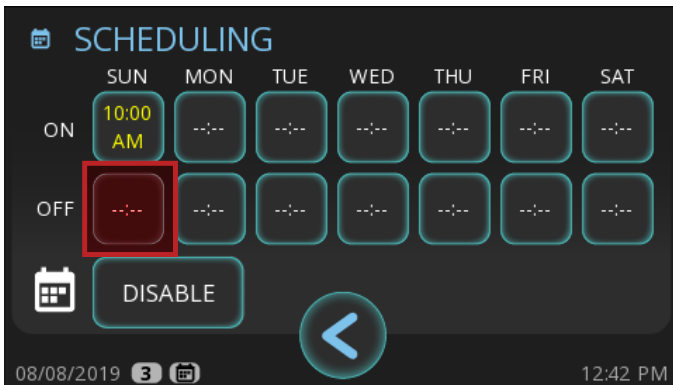 SCHEDULING
SUN MON TUE WED THU FRI SAT
ON 10:00 AM --:-- --:-- --:-- --:-- --:-- --:--
OFF --:-- --:-- --:-- --:-- --:-- --:-- --:--
DISABLE
08/08/2019 3 12:42 PM